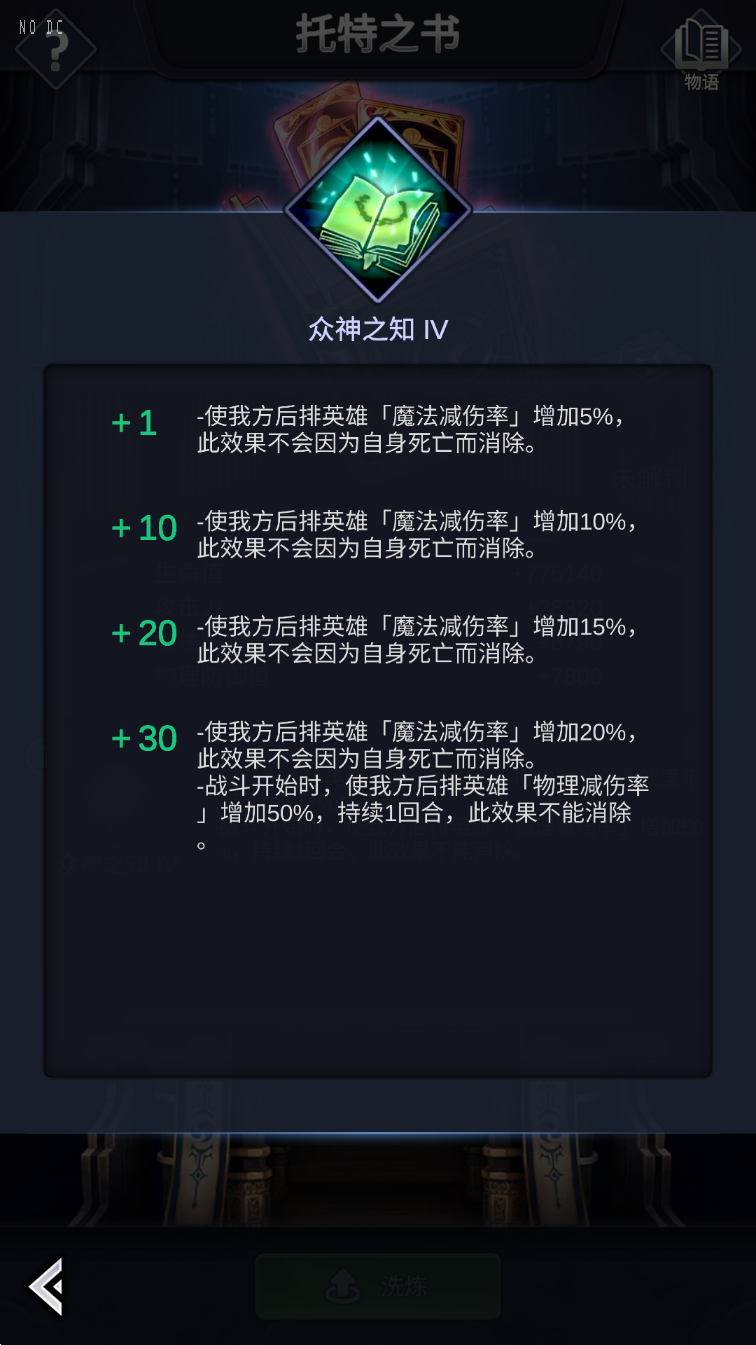 NO DC
托特之书
物语
众神之知 IV
+1
-使我方后排英雄「魔法减伤率」增加5%，
此效果不会因为自身死亡而消除。
+10
-使我方后排英雄「魔法减伤率」增加10%，
此效果不会因为自身死亡而消除。
+20
-使我方后排英雄「魔法减伤率」增加15%，
此效果不会因为自身死亡而消除。
+30
-使我方后排英雄「魔法减伤率」增加20%，
此效果不会因为自身死亡而消除。
-战斗开始时，使我方后排英雄「物理减伤率
」增加50%，持续1回合，此效果不能消除
。
洗炼